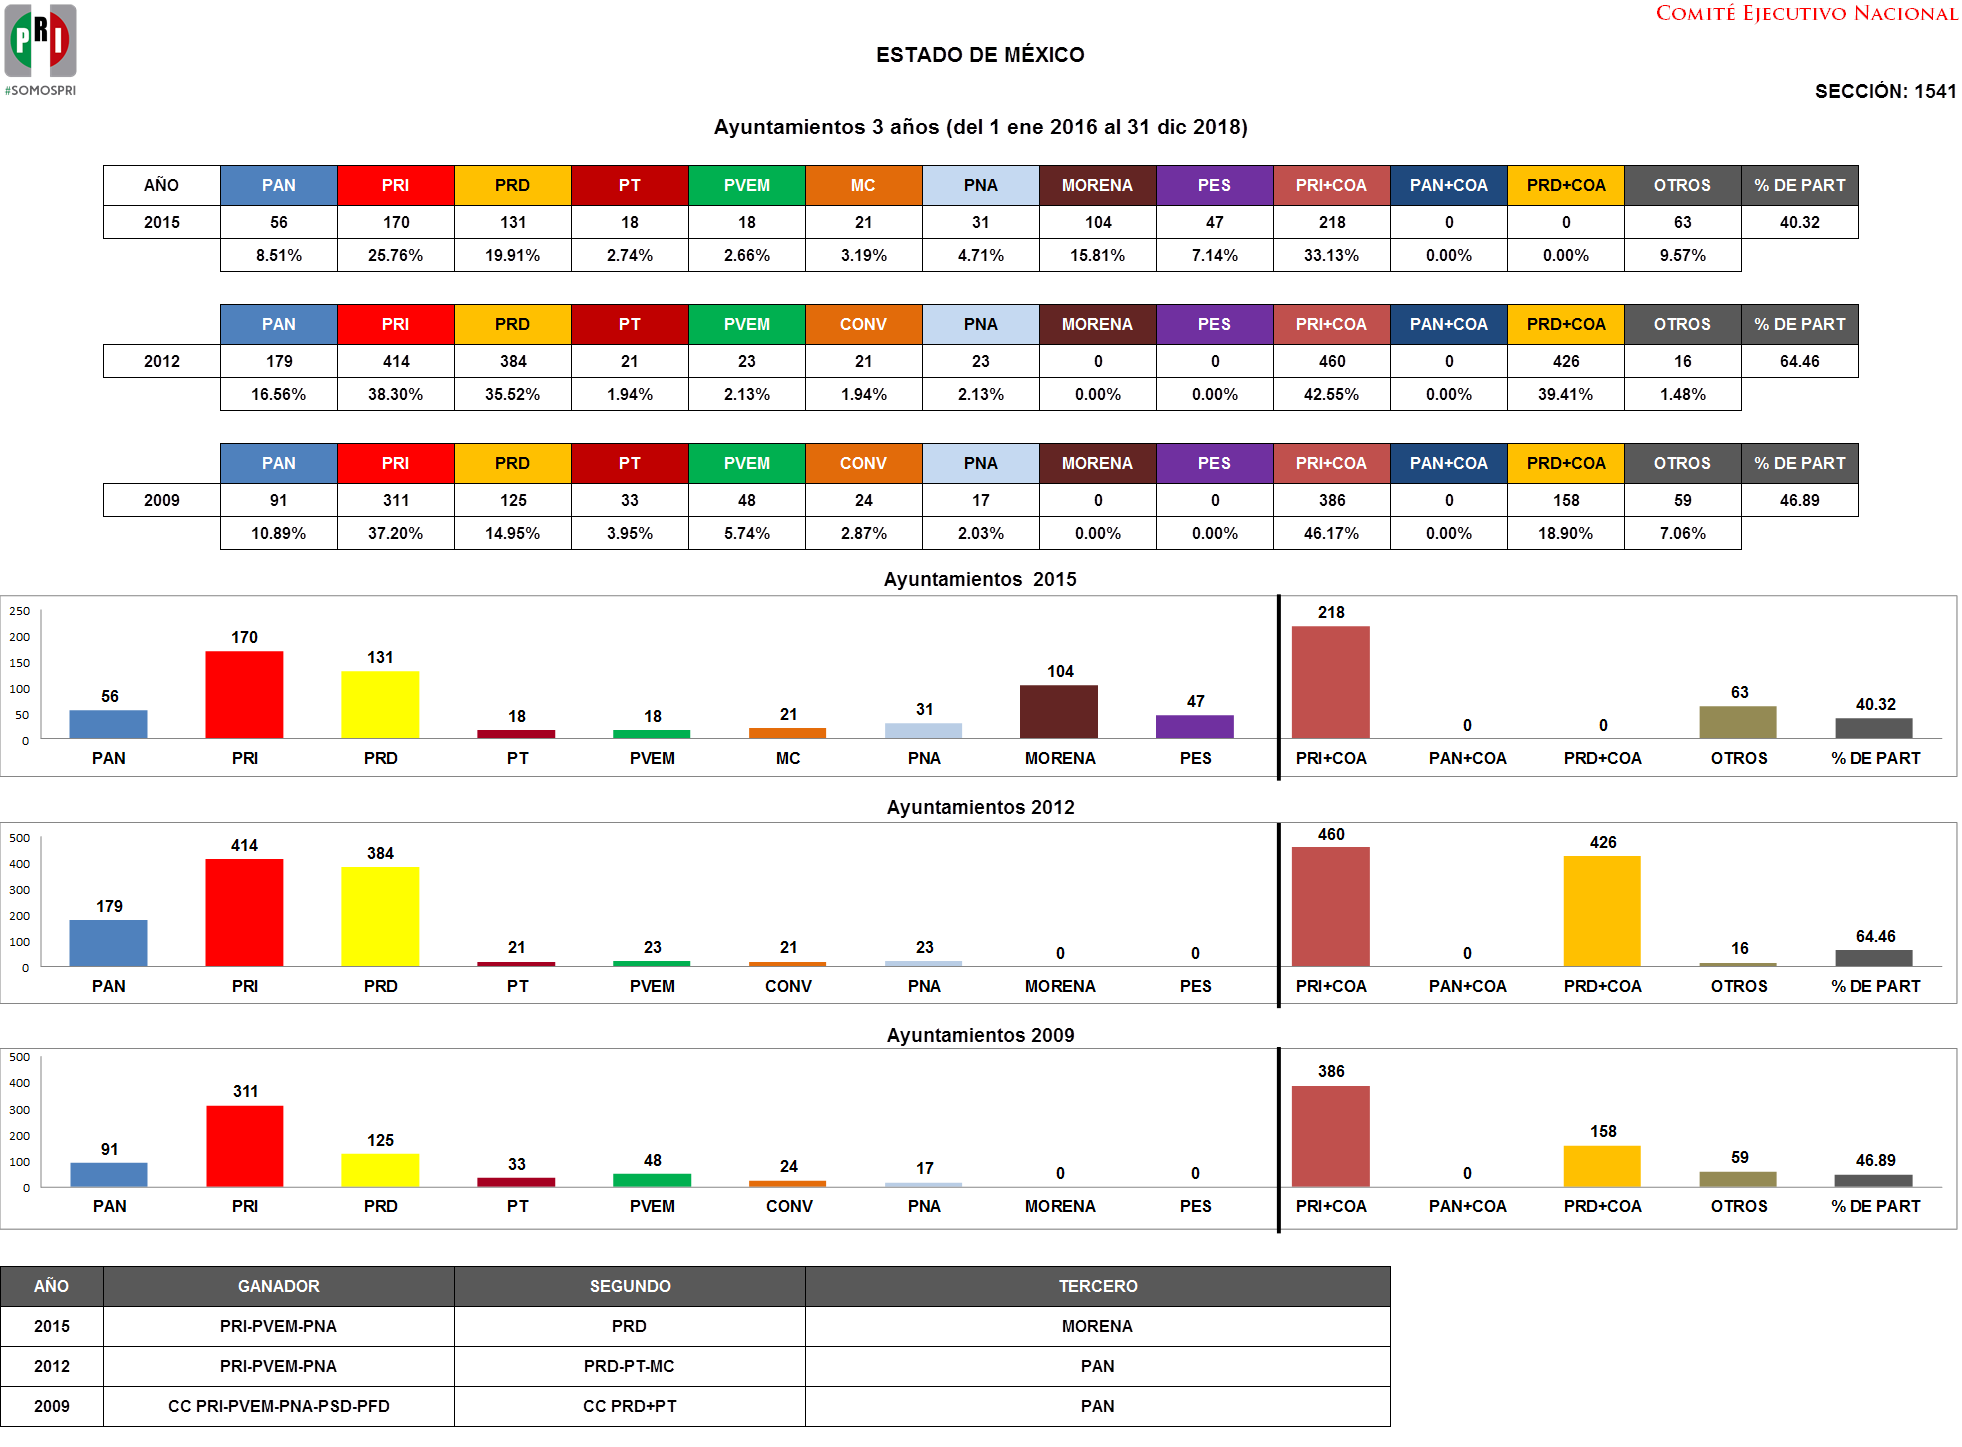 PRI
#SOMOSPRI
COMITÉ EJECUTIVO NACIONAL
ESTADO DE MÉXICO
SECCIÓN: 1541
Ayuntamientos 3 años (del 1 ene 2016 al 31 dic 2018)
AÑO PAN PRI PRD PT PVEM MC PNA MORENA PES PRI+COA PAN+COA PRD+COA OTROS % DE PART
2015 56 170 131 18 18 21 31 104 47 218 0 0 63 40.32
8.51% 25.76% 19.91% 2.74% 2.66% 3.19% 4.71% 15.81% 7.14% 33.13% 0.00% 0.00% 9.57%
PAN PRI PRD PT PVEM CONV PNA MORENA PES PRI+COA PAN+COA PRD+COA OTROS % DE PART
2012 179 414 384 21 23 21 23 0 0 460 0 426 16 64.46
16.56% 38.30% 35.52% 1.94% 2.13% 1.94% 2.13% 0.00% 0.00% 42.55% 0.00% 39.41% 1.48%
PAN PRI PRD PT PVEM CONV PNA MORENA PES PRI+COA PAN+COA PRD+COA OTROS % DE PART
2009 91 311 125 33 48 24 17 0 0 386 0 158 59 46.89
10.89% 37.20% 14.95% 3.95% 5.74% 2.87% 2.03% 0.00% 0.00% 46.17% 0.00% 18.90% 7.06%
Ayuntamientos 2015
250
200
150
100
50
0
56 170 131 18 18 21 31 104 47 218 0 0 63 40.32
PAN PRI PRD PT PVEM MC PNA MORENA PES PRI+COA PAN+COA PRD+COA OTROS % DE PART
Ayuntamientos 2012
500
400
300
200
100
0
179 414 384 21 23 21 23 0 0 460 0 426 16 64.46
PAN PRI PRD PT PVEM CONV PNA MORENA PES PRI+COA PAN+COA PRD+COA OTROS % DE PART
Ayuntamientos 2009
500
400
300
200
100
0
91 311 125 33 48 24 17 0 0 386 0 158 59 46.89
PAN PRI PRD PT PVEM CONV PNA MORENA PES PRI+COA PAN+COA PRD+COA OTROS % DE PART
AÑO GANADOR SEGUNDO TERCERO
2015 PRI-PVEM-PNA PRD MORENA
2012 PRI-PVEM-PNA PRD-PT-MC PAN
2009 CC PRI-PVEM-PNA-PSD-PFD CC PRD+PT PAN